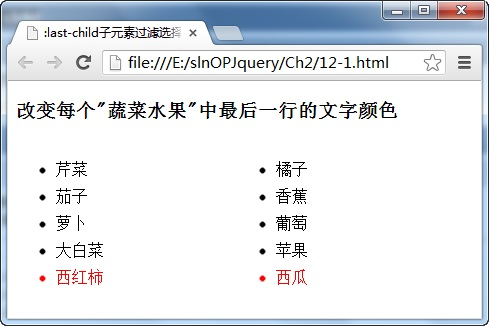 :last-child子元素过滤选择
file:///E:/slnOPJquery/Ch2/12-1.html
改变每个"蔬菜水果"中最后一行的文字颜色
芹菜
茄子
萝卜
大白菜
西红柿
橘子
香蕉
葡萄
苹果
西瓜